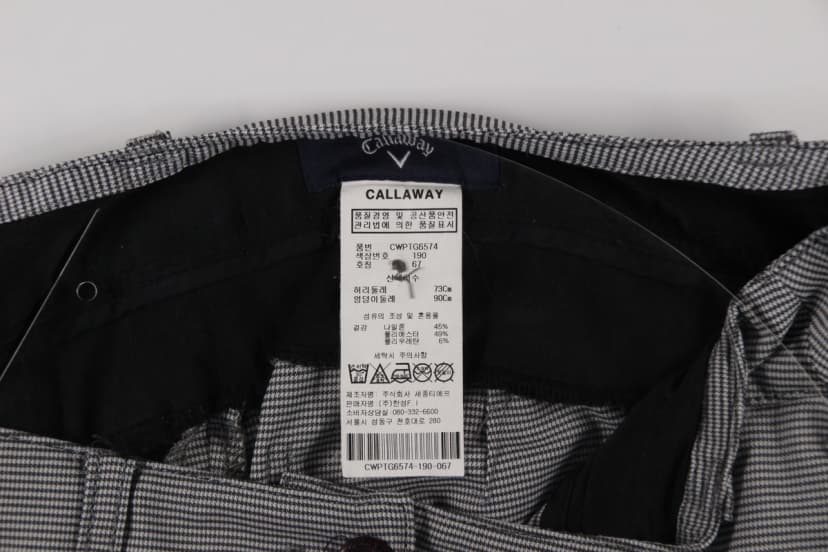 Callaway
CALLAWAY
품질경영 및 공산품안전
관리법에 의한 품질표시
품번 CWPTG6574
색상번호 190
호칭 67
허리둘레 73Cm
엉덩이둘레 90Cm
섬유의 조성 및 혼용율
겉감 나일론 45%
폴리에스터 49%
폴리우레탄 6%
세탁시 주의사항
제조자명: 주식회사 세종티에프
판매자명: (주)한성F.I
소비자상담실 080-332-6600
서울시 성동구 천호대로 280
CWPTG6574-190-067